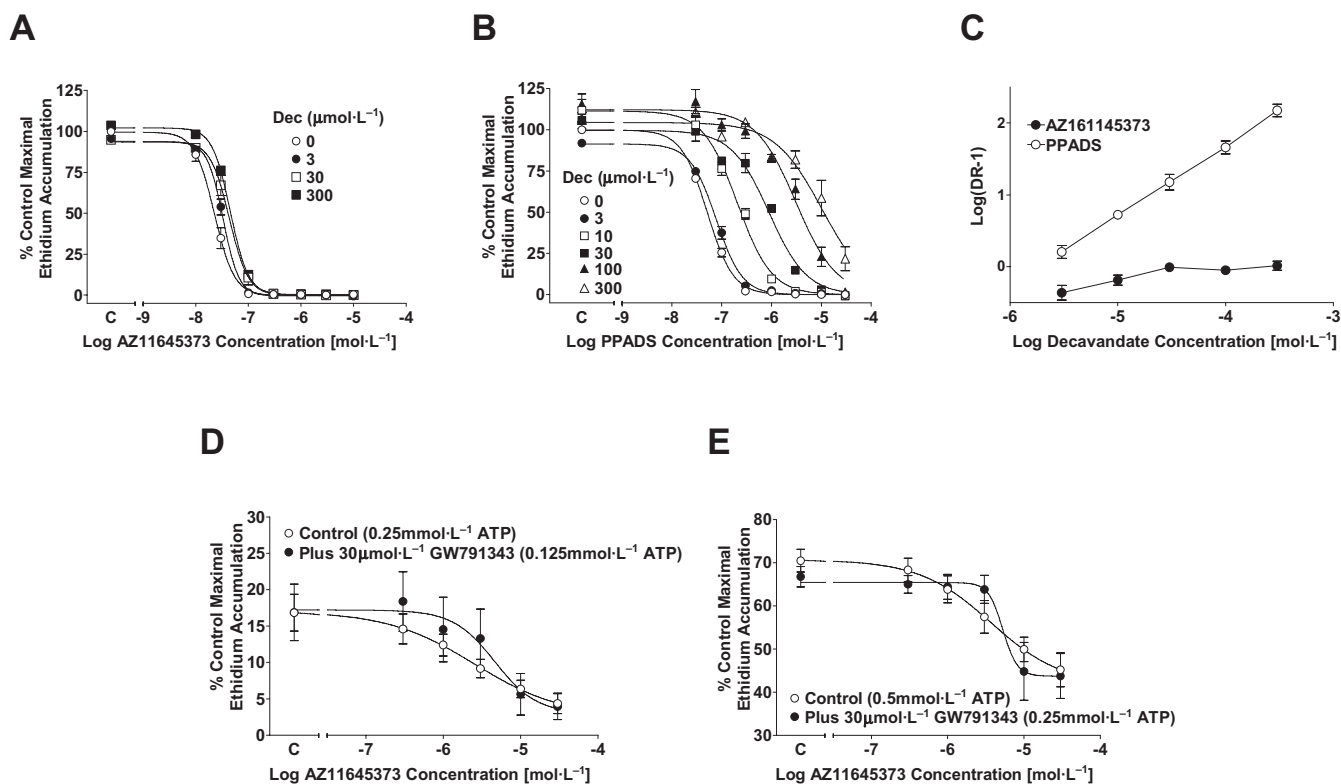 A
125
100
75
50
25
0
% Control Maximal
Ethidium Accumulation
Dec (μmol·L⁻¹)
0
3
30
300
C -9 -8 -7 -6 -5 -4
Log AZ11645373 Concentration [mol·L⁻¹]
B
125
100
75
50
25
0
% Control Maximal
Ethidium Accumulation
Dec (μmol·L⁻¹)
0
3
10
30
100
300
C -9 -8 -7 -6 -5 -4
Log PPADS Concentration [mol·L⁻¹]
C
2
1
0
Log(DR-1)
AZ161145373
PPADS
-6 -5 -4 -3
Log Decavandate Concentration [mol·L⁻¹]
D
30
25
20
15
10
5
0
% Control Maximal
Ethidium Accumulation
Control (0.25mmol·L⁻¹ ATP)
Plus 30μmol·L⁻¹ GW791343 (0.125mmol·L⁻¹ ATP)
C -7 -6 -5 -4
Log AZ11645373 Concentration [mol·L⁻¹]
E
80
70
60
50
40
30
% Control Maximal
Ethidium Accumulation
Control (0.5mmol·L⁻¹ ATP)
Plus 30μmol·L⁻¹ GW791343 (0.25mmol·L⁻¹ ATP)
C -7 -6 -5 -4
Log AZ11645373 Concentration [mol·L⁻¹]